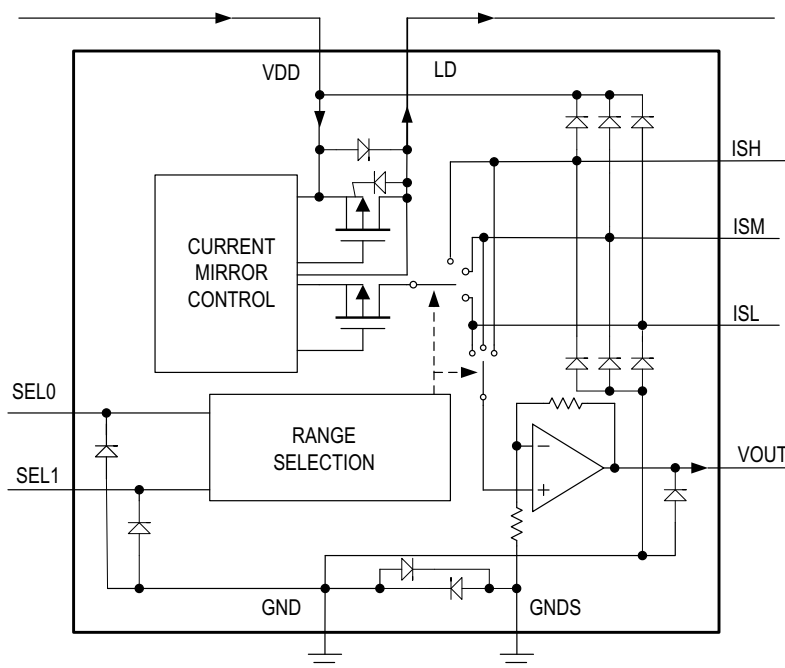 VDD
LD
ISH
ISM
CURRENT
MIRROR
CONTROL
ISL
SEL0
RANGE
SELECTION
−
+
VOUT
SEL1
GND
GNDS